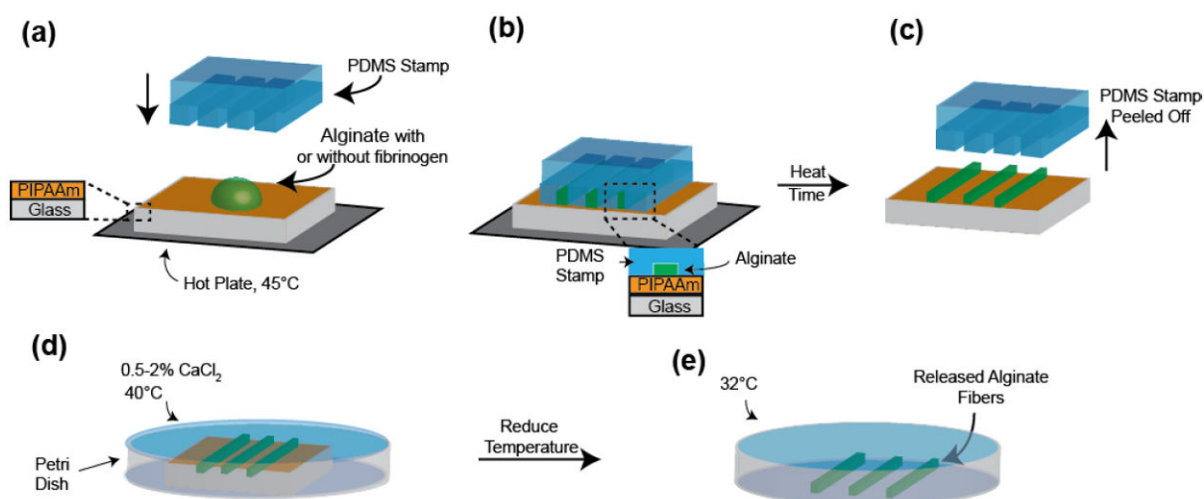 (a)
PDMS Stamp
Alginate with
or without fibrinogen
PIPAAm
Glass
Hot Plate, 45°C
(b)
PDMS
Stamp
Alginate
PIPAAm
Glass
Heat
Time
(c)
PDMS Stamp
Peeled Off
(d)
0.5-2% CaCl₂
40°C
Petri
Dish
Reduce
Temperature
(e)
32°C
Released Alginate
Fibers